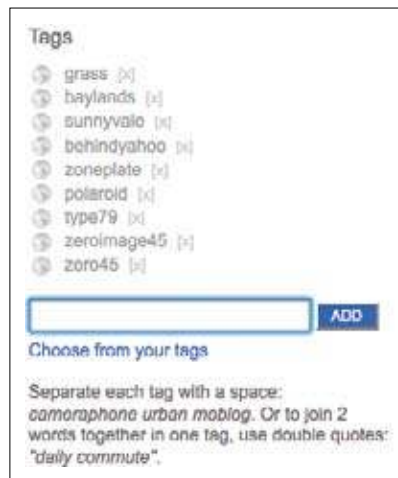 Tags
grass [x]
baylands [x]
sunnyvale [x]
behindyahoo [x]
zoneplate [x]
polaroid [x]
type79 [x]
zeroimage45 [x]
zero45 [x]
ADD
Choose from your tags
Separate each tag with a space:
cameraphone urban moblog. Or to join 2
words together in one tag, use double quotes:
"daily commute".